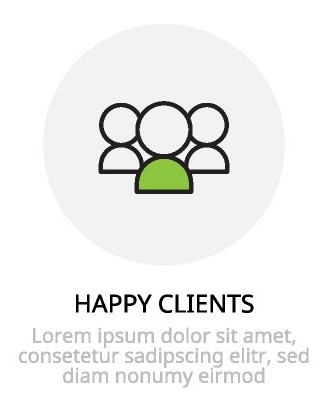 HAPPY CLIENTS
Lorem ipsum dolor sit amet,
consetetur sadipscing elitr, sed
diam nonumy eirmod